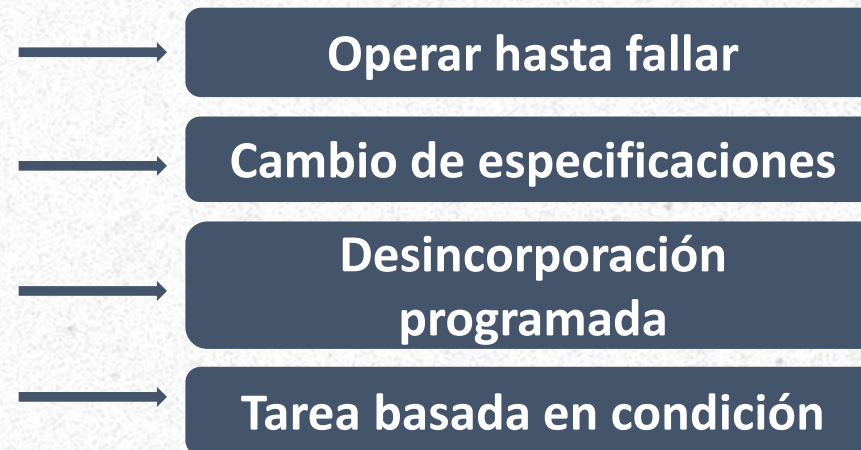 Operar hasta fallar
Cambio de especificaciones
Desincorporación
programada
Tarea basada en condición